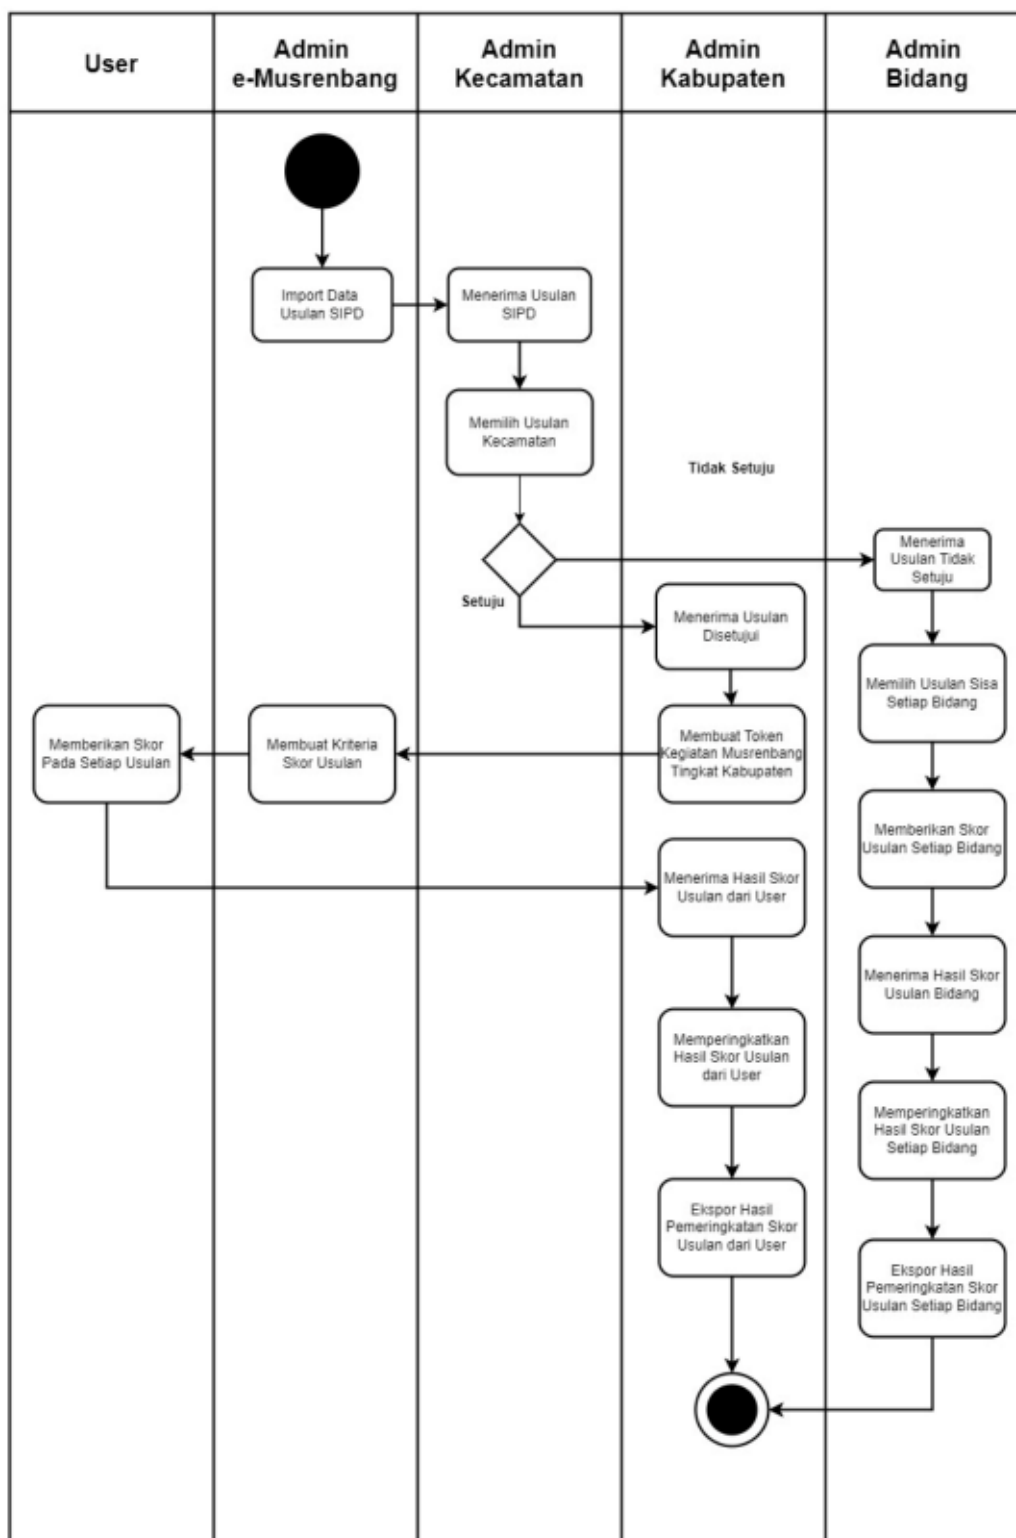 User
Admin
e-Musrenbang
Admin
Kecamatan
Admin
Kabupaten
Admin
Bidang
Import Data
Usulan SIPD
Menerima Usulan
SIPD
Memilih Usulan
Kecamatan
Tidak Setuju
Menerima
Usulan Tidak
Setuju
Setuju
Menerima Usulan
Disetujui
Memilih Usulan Sisa
Setiap Bidang
Memberikan Skor
Pada Setiap Usulan
Membuat Kriteria
Skor Usulan
Membuat Token
Kegiatan Musrenbang
Tingkat Kabupaten
Memberikan Skor
Usulan Setiap Bidang
Menerima Hasil Skor
Usulan dari User
Menerima Hasil Skor
Usulan Bidang
Memperingkatkan
Hasil Skor Usulan
dari User
Memperingkatkan
Hasil Skor Usulan
Setiap Bidang
Ekspor Hasil
Pemeringkatan Skor
Usulan dari User
Ekspor Hasil
Pemeringkatan Skor
Usulan Setiap Bidang